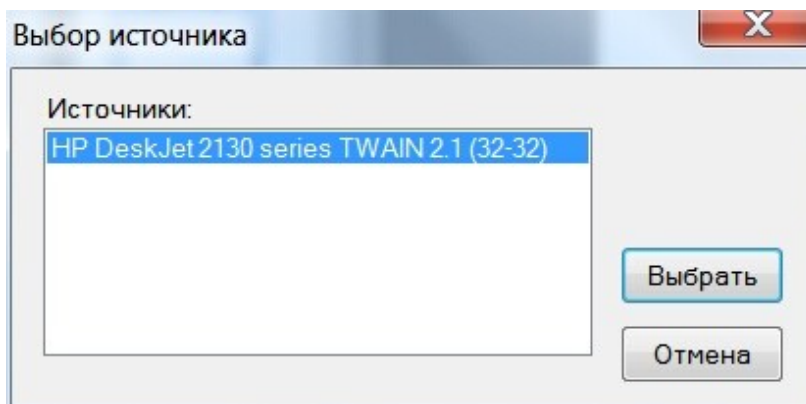 Выбор источника
Источники:
HP DeskJet 2130 series TWAIN 2.1 (32-32)
Выбрать
Отмена